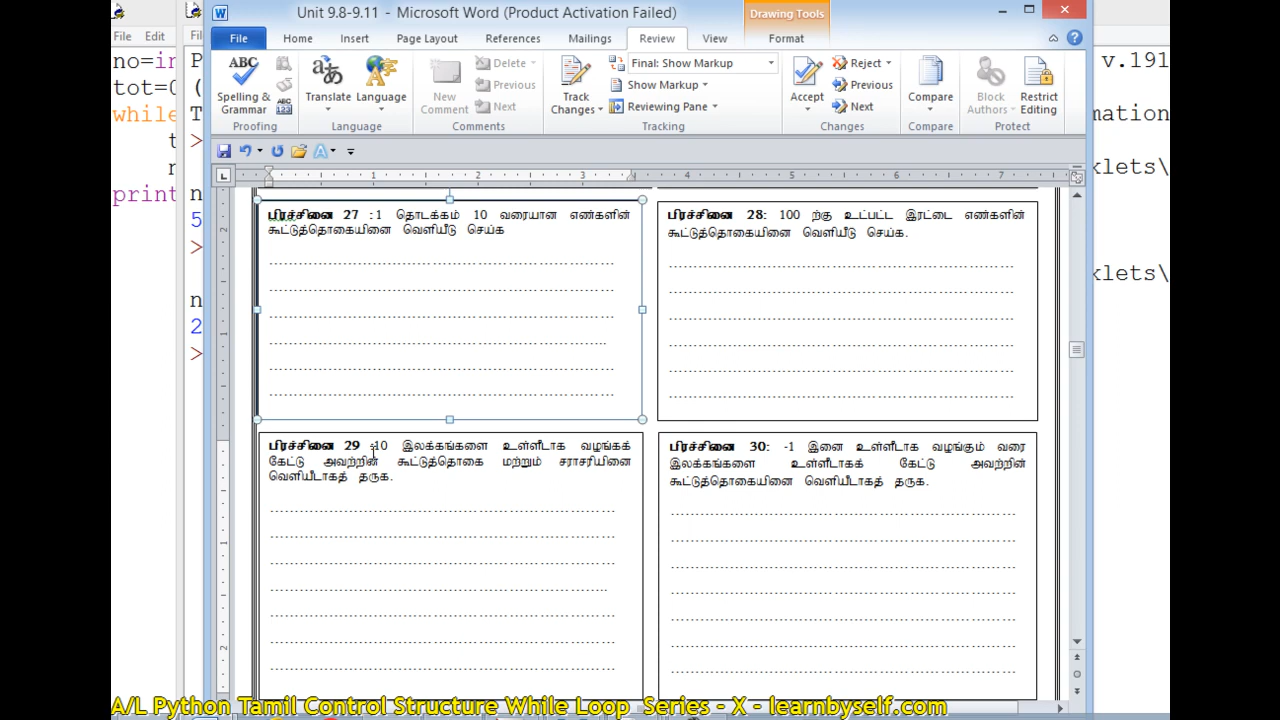 Unit 9.8-9.11 - Microsoft Word (Product Activation Failed)
Drawing Tools
File Edit
File Home Insert Page Layout References Mailings Review View Format
no=in
tot=0
while
t
n
print
v.191
mation
klets\
klets\
Spelling & Grammar
Translate
Language
New Comment
Delete
Previous
Next
Track Changes
Final: Show Markup
Show Markup
Reviewing Pane
Accept
Reject
Previous
Next
Compare
Block Authors
Restrict Editing
Proofing Language Comments Tracking Changes Compare Protect
பிரச்சினை 27 :1 தொடக்கம் 10 வரையான எண்களின்
கூட்டுத்தொகையினை வெளியீடு செய்க
பிரச்சினை 28: 100 ற்கு உட்பட்ட இரட்டை எண்களின்
கூட்டுத்தொகையினை வெளியீடு செய்க.
பிரச்சினை 29 :10 இலக்கங்களை உள்ளீடாக வழங்கக்
கேட்டு அவற்றின் கூட்டுத்தொகை மற்றும் சராசரியினை
வெளியீடாகத் தருக.
பிரச்சினை 30: -1 இனை உள்ளீடாக வழங்கும் வரை
இலக்கங்களை உள்ளீடாகக் கேட்டு அவற்றின்
கூட்டுத்தொகையினை வெளியீடாகத் தருக.
A/L Python Tamil Control Structure While Loop Series - X - learnbyself.com